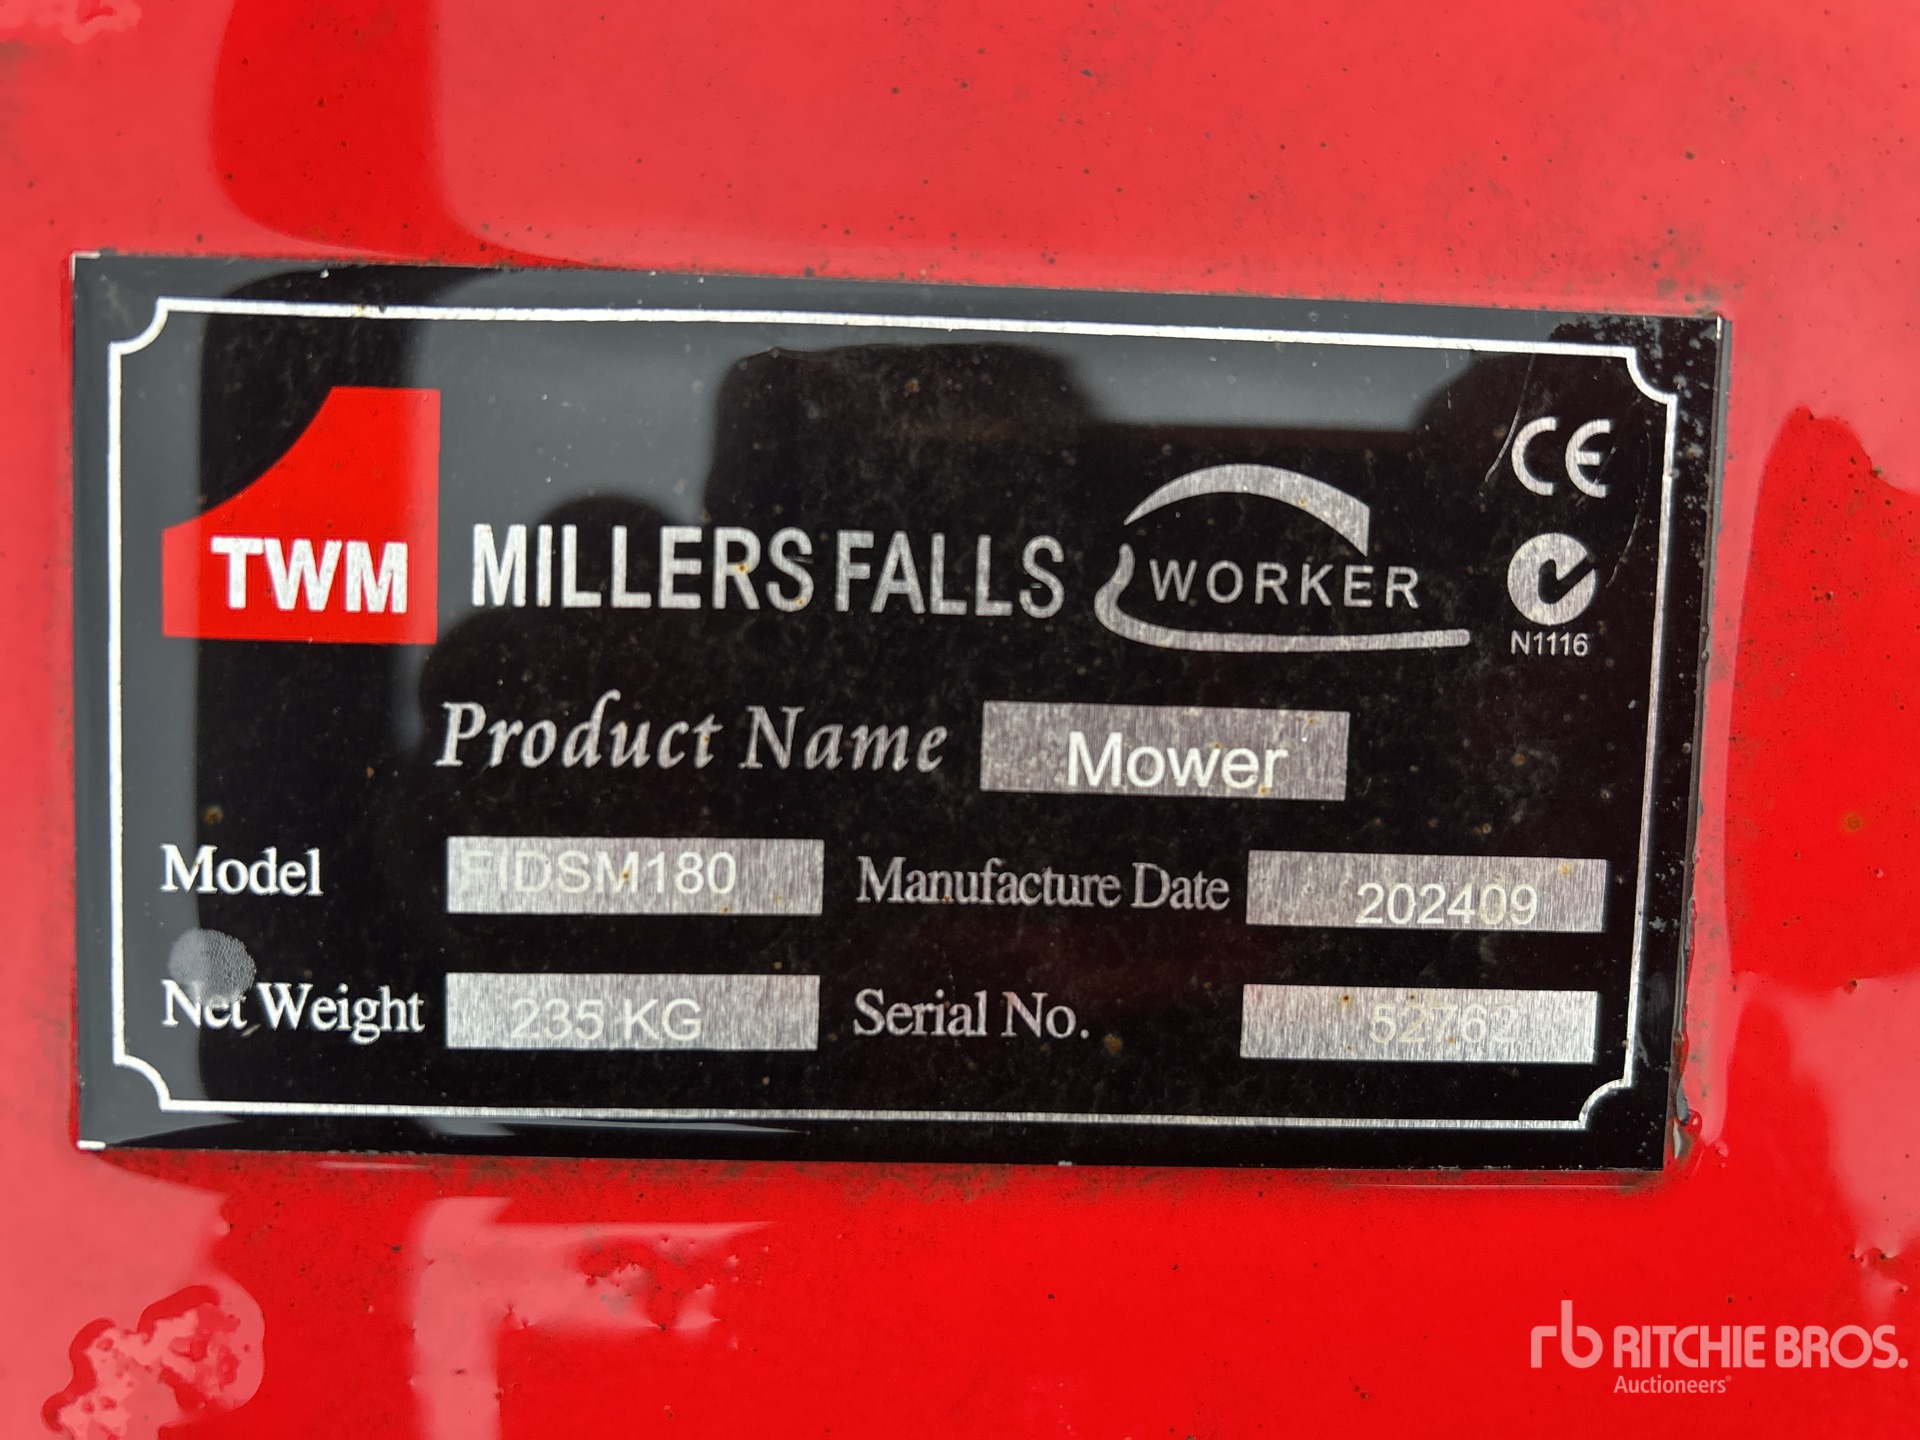 CE
TWM MILLERS FALLS WORKER
N1116
Product Name Mower
Model FIDSM180 Manufacture Date 202409
Net Weight 235 KG Serial No. 52762
rb RITCHIE BROS.
Auctioneers